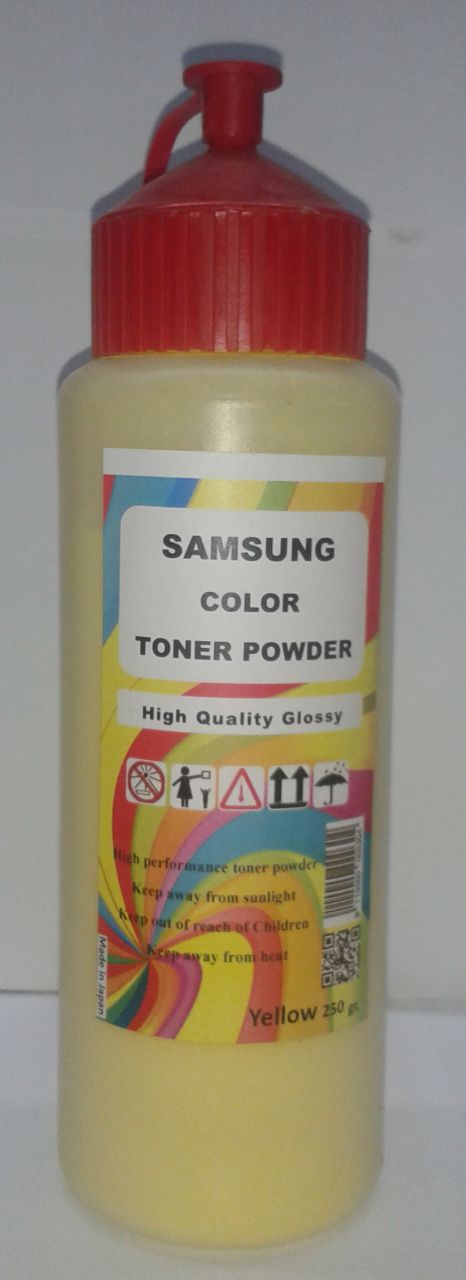 SAMSUNG
COLOR
TONER POWDER
High Quality Glossy
High performance toner powder
Keep away from sunlight
Keep out of reach of Children
Keep away from heat
Made in Japan
Yellow 250 gr.